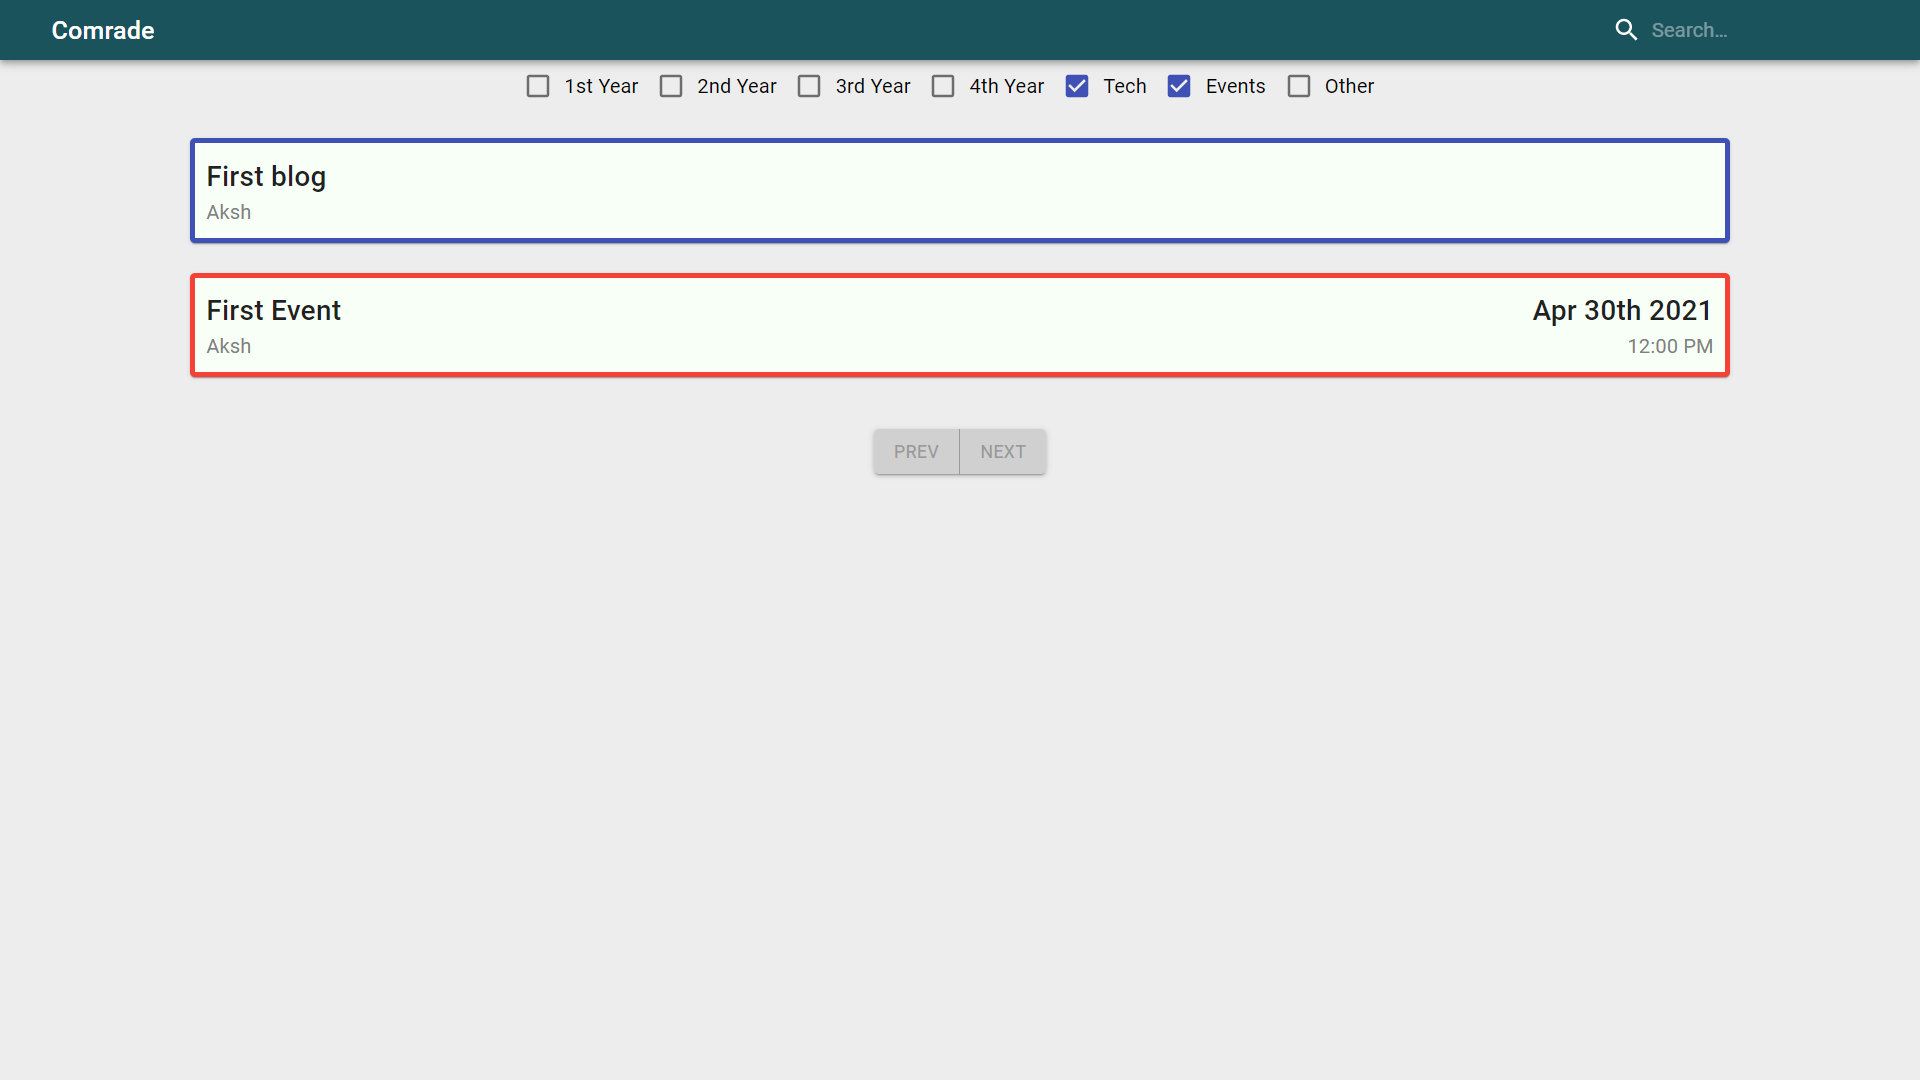 Comrade Search…
1st Year 2nd Year 3rd Year 4th Year Tech Events Other
First blog
Aksh
First Event Apr 30th 2021
Aksh 12:00 PM
PREV NEXT